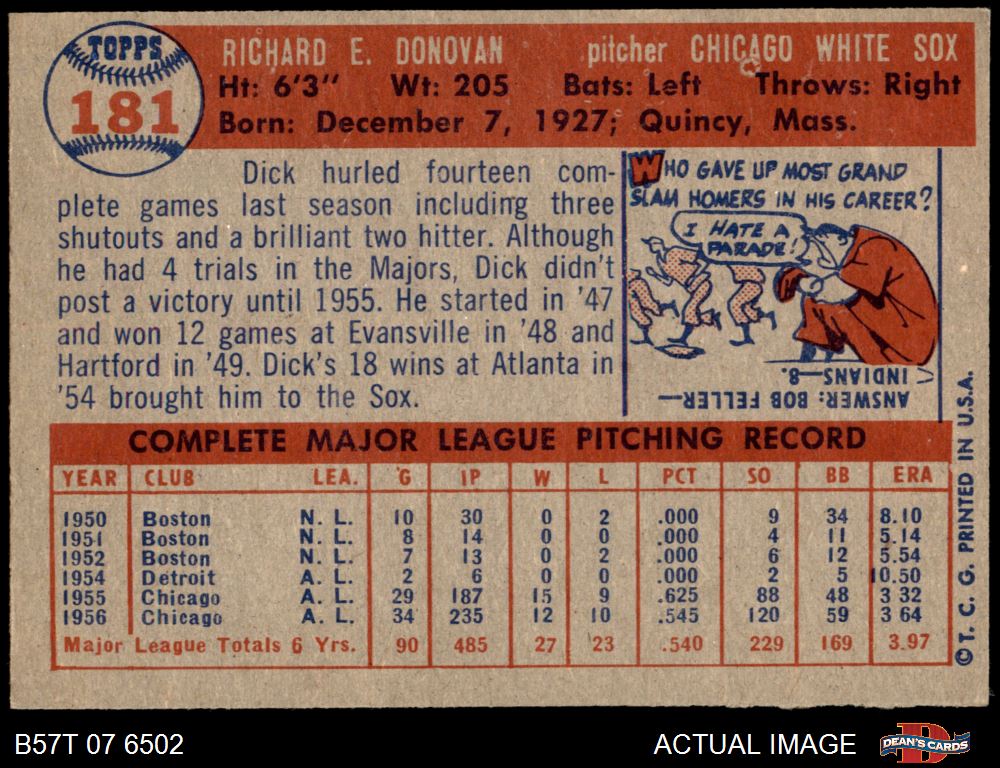 TOPPS
181
RICHARD E. DONOVAN pitcher CHICAGO WHITE SOX
Ht: 6'3" Wt: 205 Bats: Left Throws: Right
Born: December 7, 1927; Quincy, Mass.
Dick hurled fourteen com-
plete games last season including three
shutouts and a brilliant two hitter. Although
he had 4 trials in the Majors, Dick didn't
post a victory until 1955. He started in '47
and won 12 games at Evansville in '48 and
Hartford in '49. Dick's 18 wins at Atlanta in
'54 brought him to the Sox.
WHO GAVE UP MOST GRAND
SLAM HOMERS IN HIS CAREER?
I HATE A
PARADE!
ANSWER: BOB FELLER—
INDIANS—8.
COMPLETE MAJOR LEAGUE PITCHING RECORD
YEAR CLUB LEA. G IP W L PCT SO BB ERA
1950 Boston N. L. 10 30 0 2 .000 9 34 8.10
1951 Boston N. L. 8 14 0 0 .000 4 11 5.14
1952 Boston N. L. 7 13 0 2 .000 6 12 5.54
1954 Detroit A. L. 2 6 0 0 .000 2 5 10.50
1955 Chicago A. L. 29 187 15 9 .625 88 48 3 32
1956 Chicago A. L. 34 235 12 10 .545 120 59 3 64
Major League Totals 6 Yrs. 90 485 27 23 .540 229 169 3.97
© T. C. G. PRINTED IN U.S.A.
B57T 07 6502
ACTUAL IMAGE
DEAN'S CARDS